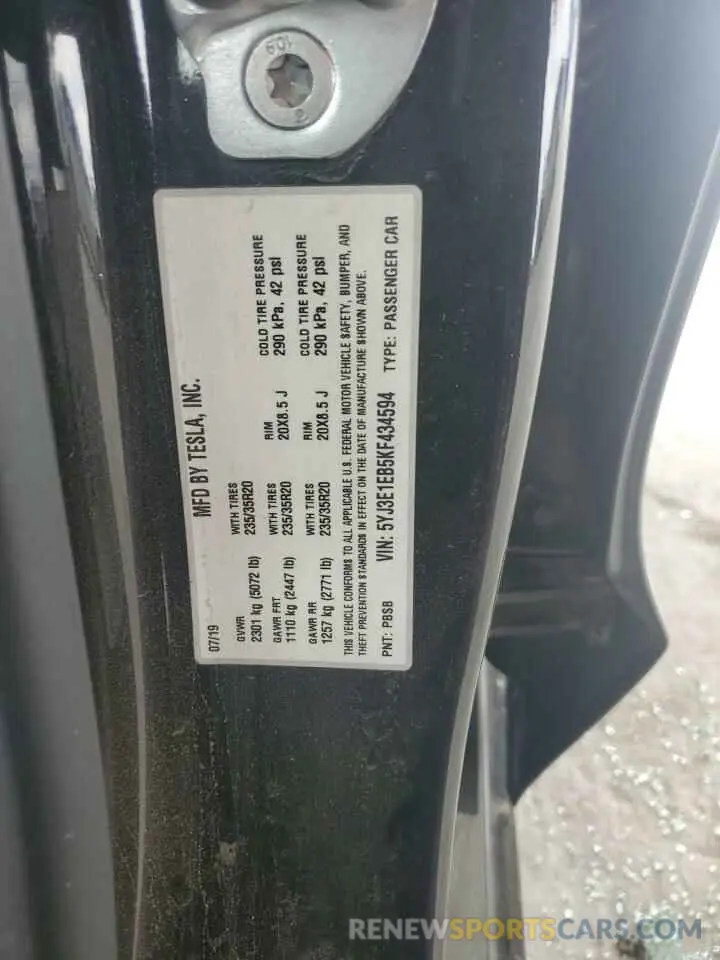 MFD BY TESLA, INC.
07/19
GVWR WITH TIRES COLD TIRE PRESSURE
2301 kg (5072 lb) 235/35R20 290 kPa, 42 psi
GAWR FRT WITH TIRES RIM
1110 kg (2447 lb) 235/35R20 20X8.5 J
GAWR RR WITH TIRES RIM COLD TIRE PRESSURE
1257 kg (2771 lb) 235/35R20 20X8.5 J 290 kPa, 42 psi
THIS VEHICLE CONFORMS TO ALL APPLICABLE U.S. FEDERAL MOTOR VEHICLE SAFETY, BUMPER, AND
THEFT PREVENTION STANDARDS IN EFFECT ON THE DATE OF MANUFACTURE SHOWN ABOVE.
PNT: PBSB VIN: 5YJ3E1EB5KF434594 TYPE: PASSENGER CAR
10.9
RENEWSPORTSCARS.COM